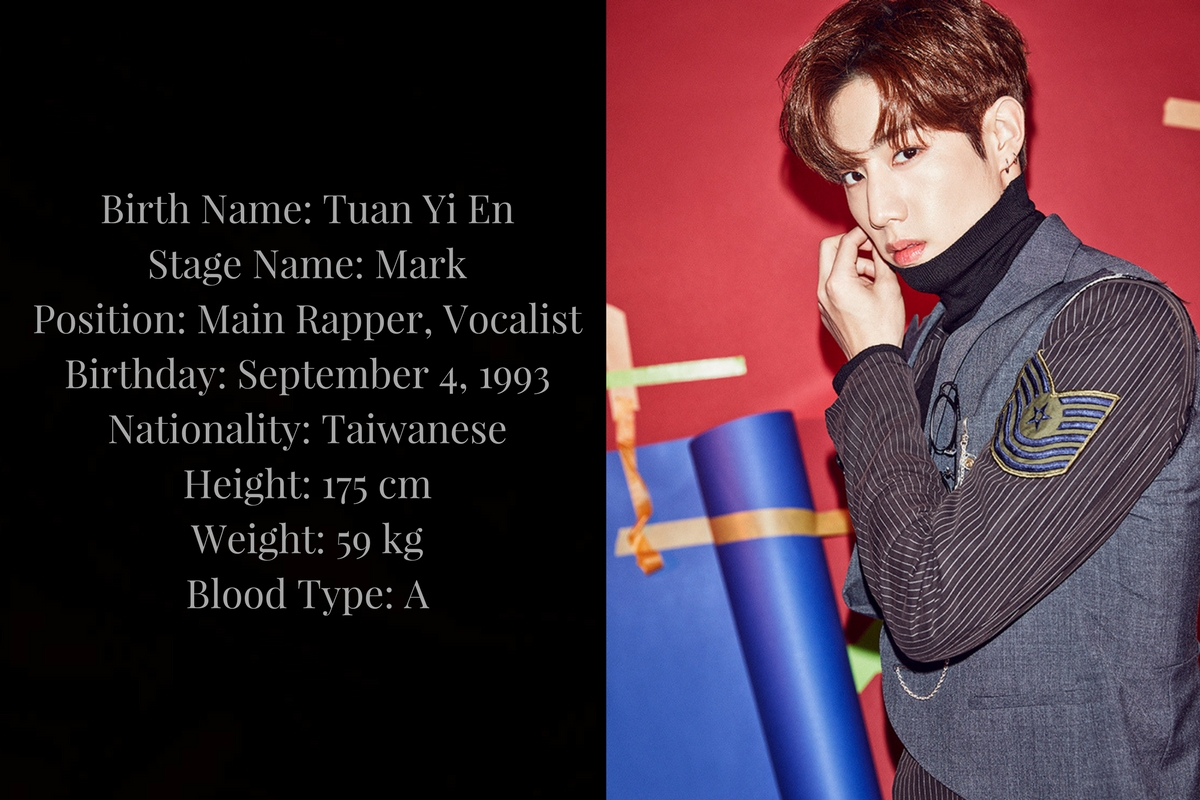 Birth Name: Tuan Yi En
Stage Name: Mark
Position: Main Rapper, Vocalist
Birthday: September 4, 1993
Nationality: Taiwanese
Height: 175 cm
Weight: 59 kg
Blood Type: A